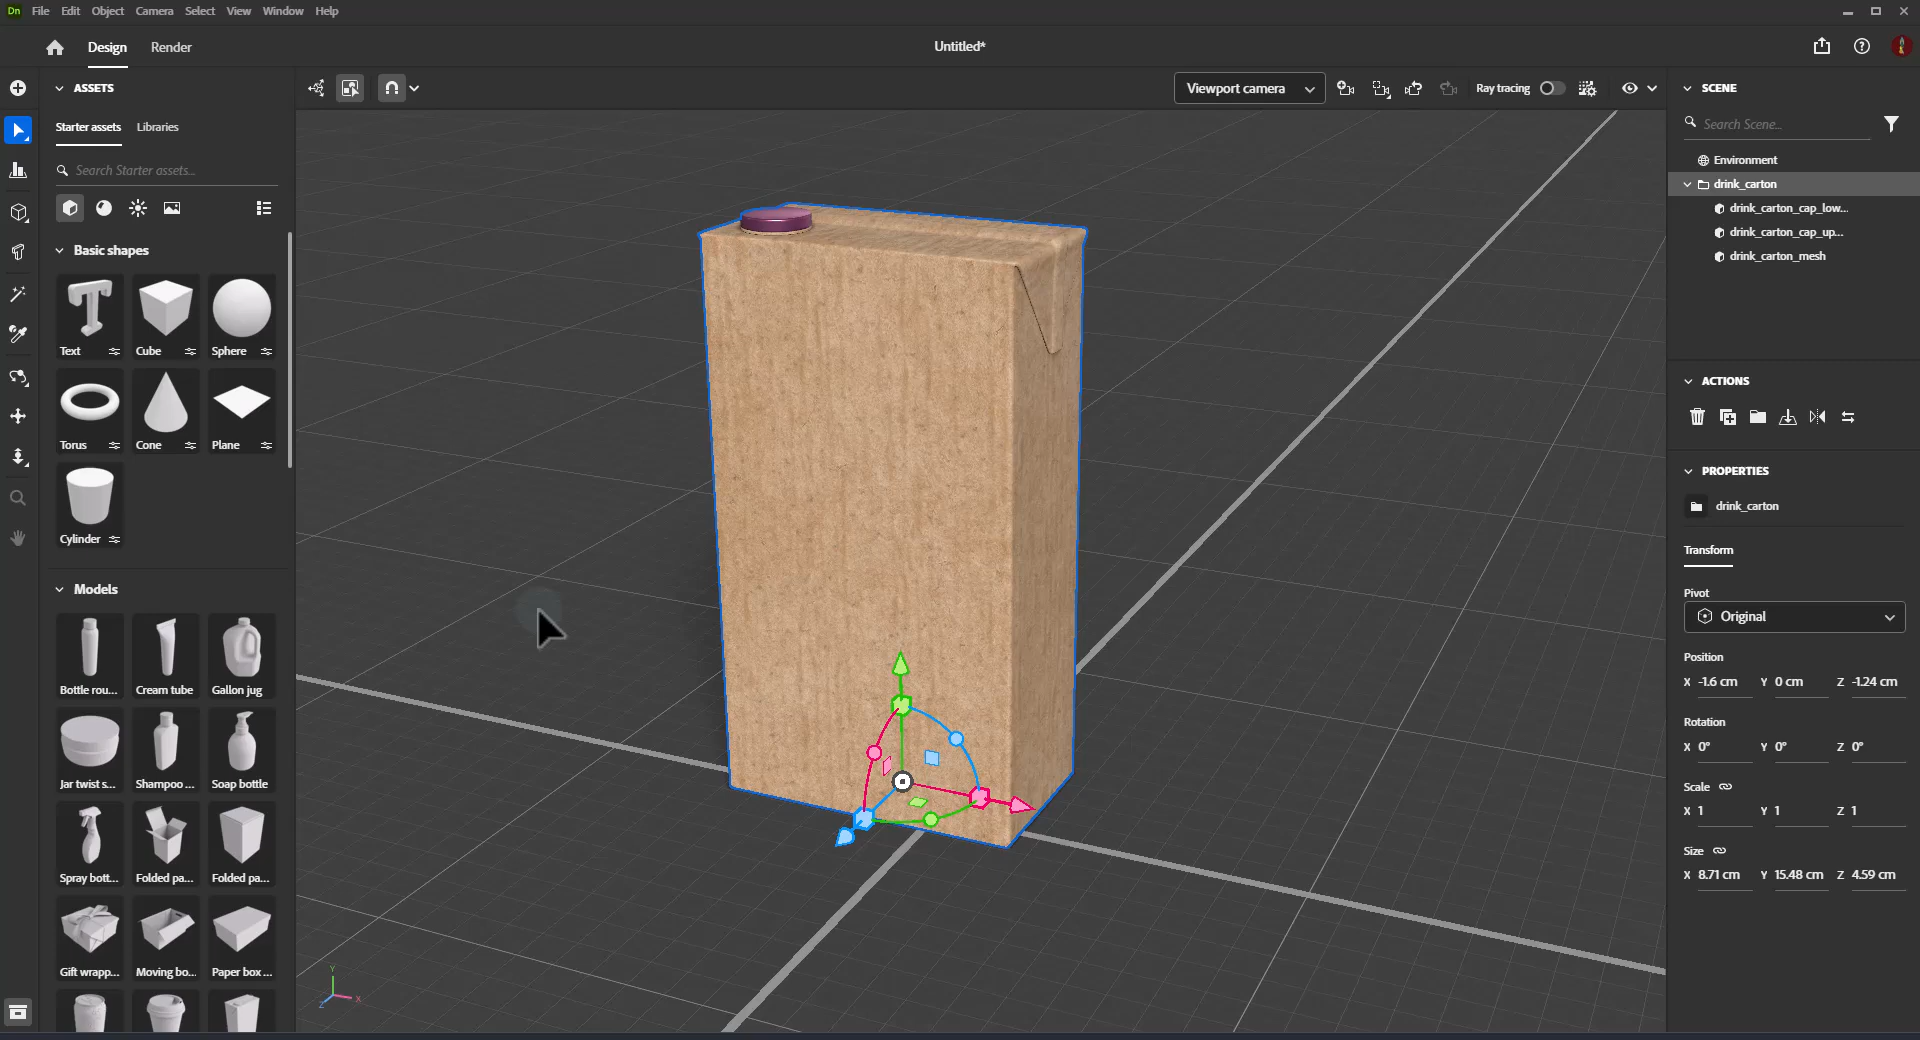 Dn File Edit Object Camera Select View Window Help
Design Render
Untitled*
ASSETS
Starter assets Libraries
Search Starter assets...
Basic shapes
Text Cube Sphere
Torus Cone Plane
Cylinder
Models
Bottle rou... Cream tube Gallon jug
Jar twist s... Shampoo ... Soap bottle
Spray bott... Folded pa... Folded pa...
Gift wrapp... Moving bo... Paper box ...
Viewport camera
Ray tracing
Y
Z X
SCENE
Search Scene...
Environment
drink_carton
drink_carton_cap_low...
drink_carton_cap_up...
drink_carton_mesh
ACTIONS
PROPERTIES
drink_carton
Transform
Pivot
Original
Position
X -1.6 cm Y 0 cm Z -1.24 cm
Rotation
X 0° Y 0° Z 0°
Scale
X 1 Y 1 Z 1
Size
X 8.71 cm Y 15.48 cm Z 4.59 cm